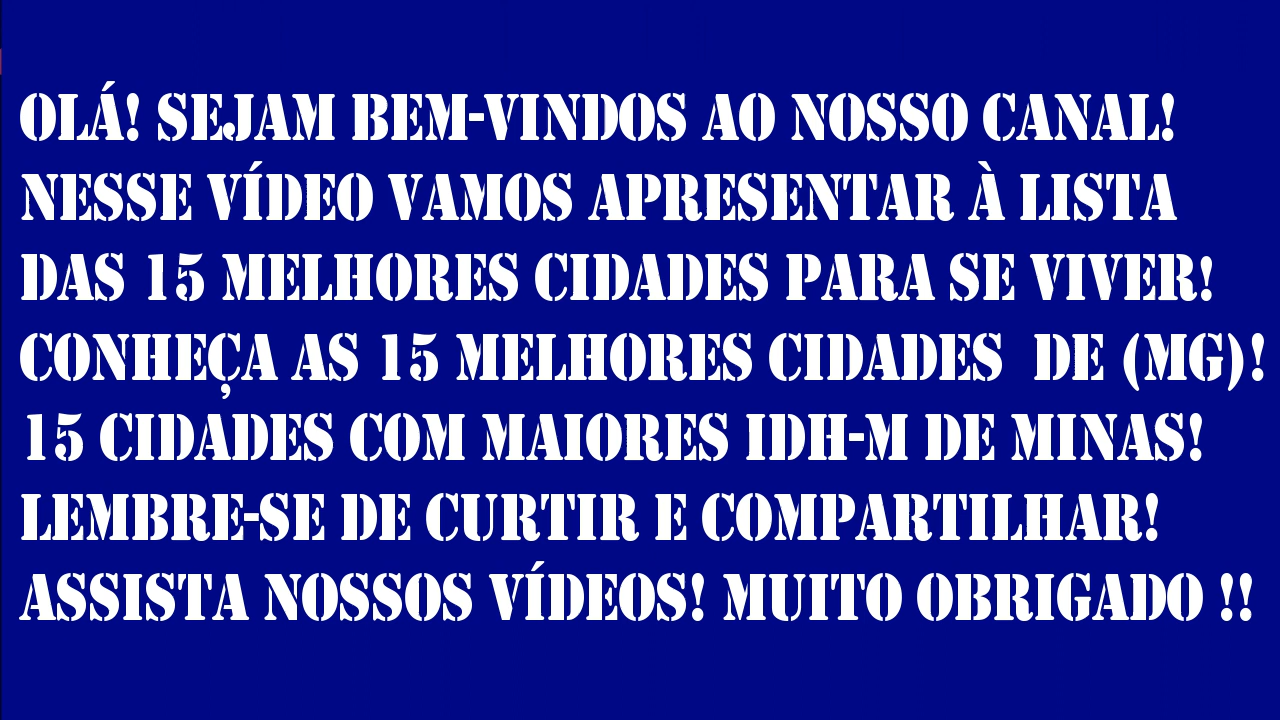 OLÁ! SEJAM BEM-VINDOS AO NOSSO CANAL!
NESSE VÍDEO VAMOS APRESENTAR À LISTA
DAS 15 MELHORES CIDADES PARA SE VIVER!
CONHEÇA AS 15 MELHORES CIDADES DE (MG)!
15 CIDADES COM MAIORES IDH-M DE MINAS!
LEMBRE-SE DE CURTIR E COMPARTILHAR!
ASSISTA NOSSOS VÍDEOS! MUITO OBRIGADO !!